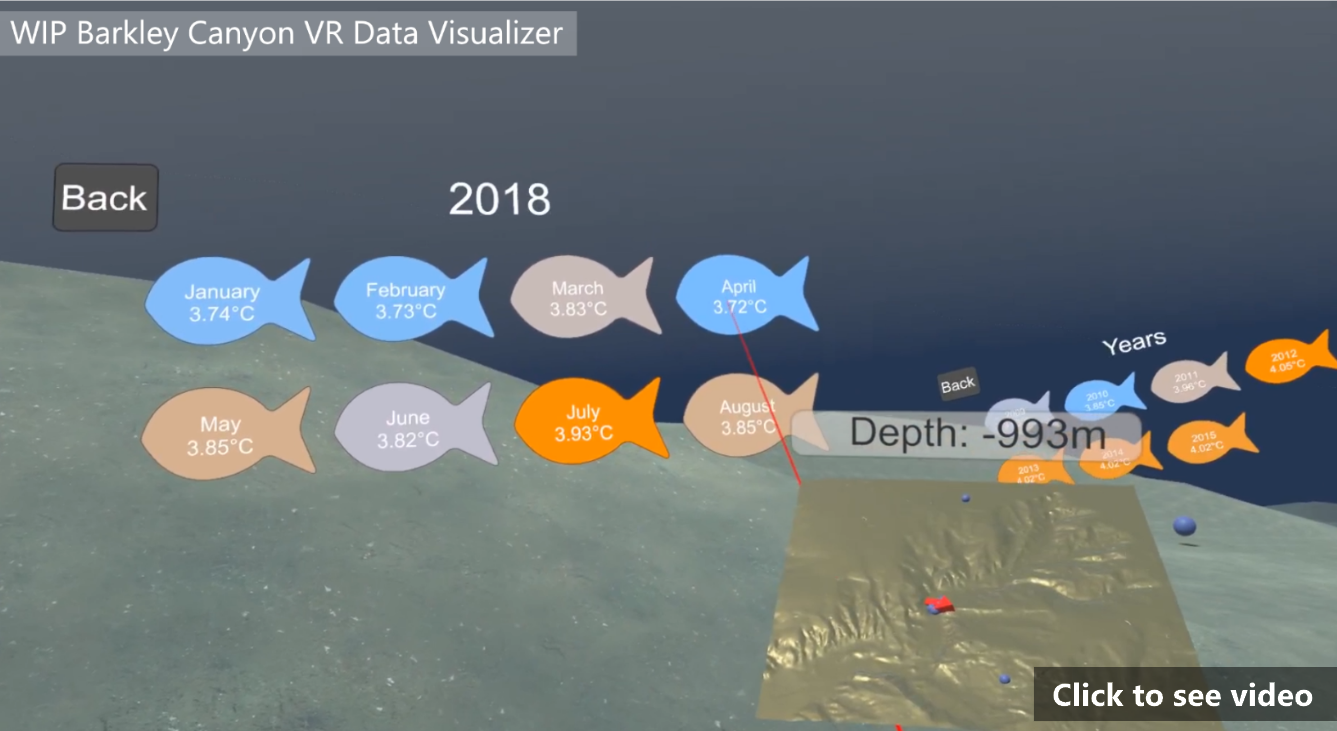 WIP Barkley Canyon VR Data Visualizer
Back
2018
January
3.74°C
February
3.73°C
March
3.83°C
April
3.72°C
May
3.85°C
June
3.82°C
July
3.93°C
August
3.85°C
Years
Back
2010
3.85°C
2011
3.96°C
2012
4.05°C
2013
4.02°C
2014
4.02°C
2015
4.02°C
Depth: -993m
Click to see video